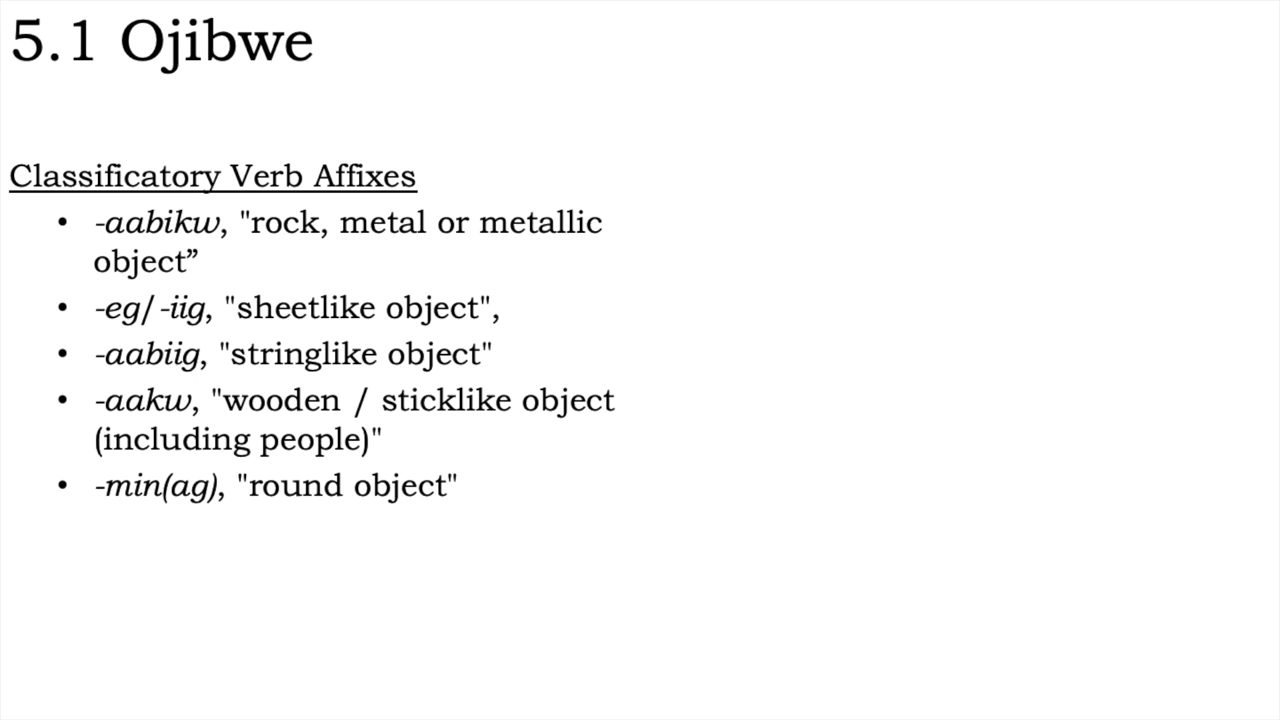 5.1 Ojibwe
Classificatory Verb Affixes
• -aabikw, "rock, metal or metallic
object”
• -eg/-iig, "sheetlike object",
• -aabiig, "stringlike object"
• -aakw, "wooden / sticklike object
(including people)"
• -min(ag), "round object"